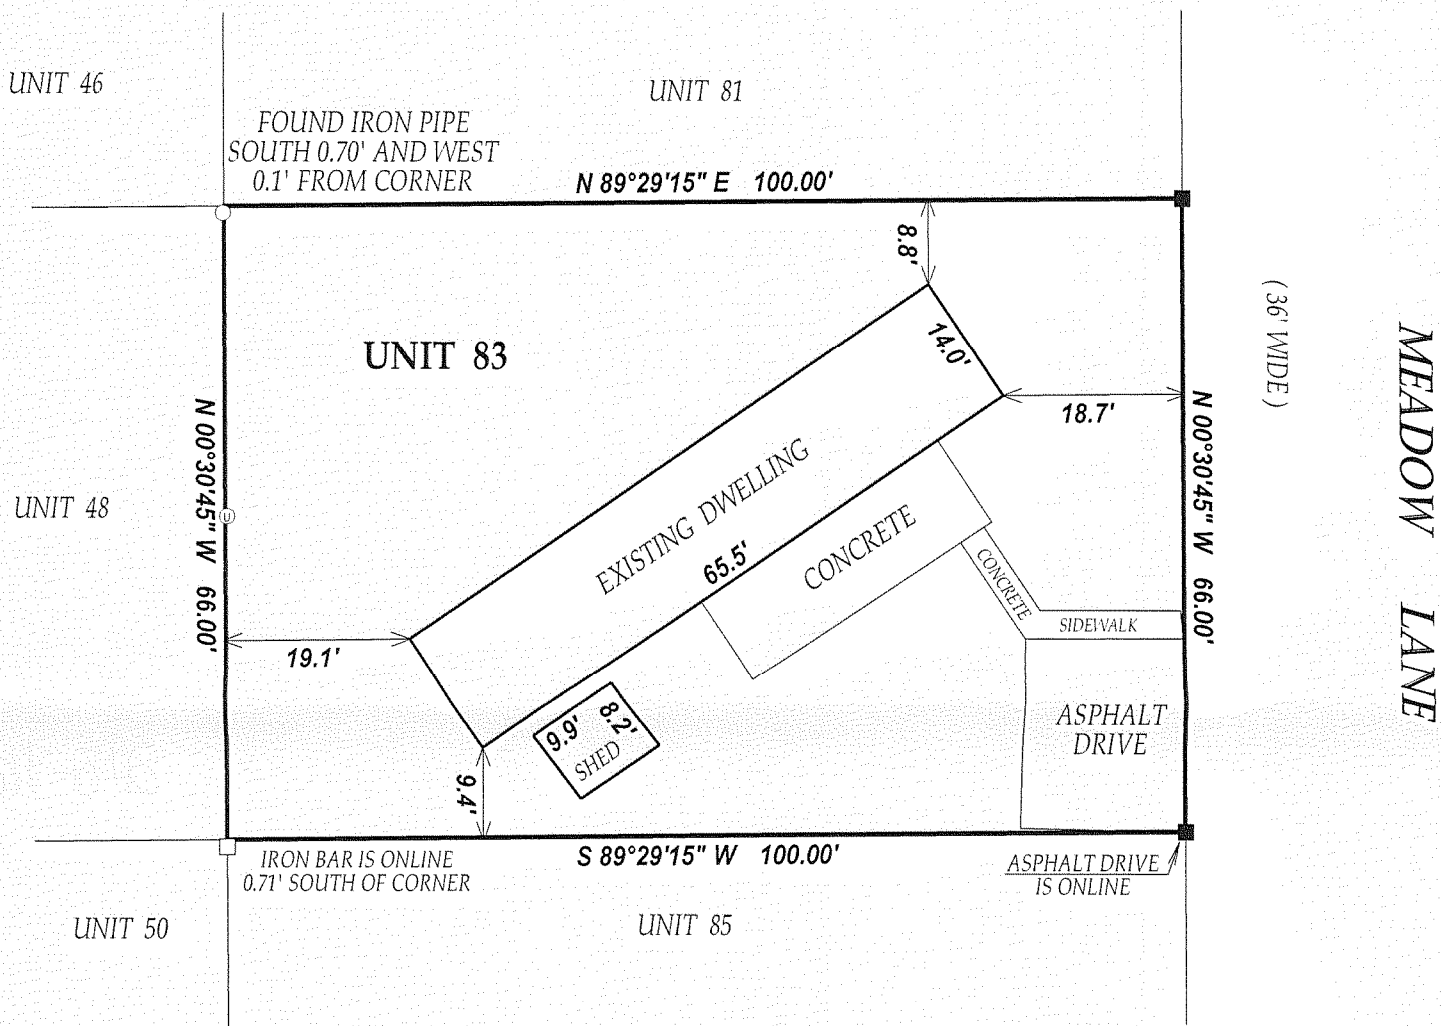 UNIT 46
UNIT 81
FOUND IRON PIPE
SOUTH 0.70' AND WEST
0.1' FROM CORNER
N 89°29'15" E 100.00'
8.8'
14.0'
(36' WIDE)
MEADOW LANE
UNIT 83
18.7'
N 00°30'45" W 66.00'
N 00°30'45" W 66.00'
UNIT 48
U
EXISTING DWELLING
65.5'
CONCRETE
CONCRETE
SIDEWALK
19.1'
9.9'
8.2'
SHED
ASPHALT
DRIVE
9.4'
IRON BAR IS ONLINE
0.71' SOUTH OF CORNER
S 89°29'15" W 100.00'
ASPHALT DRIVE
IS ONLINE
UNIT 50
UNIT 85